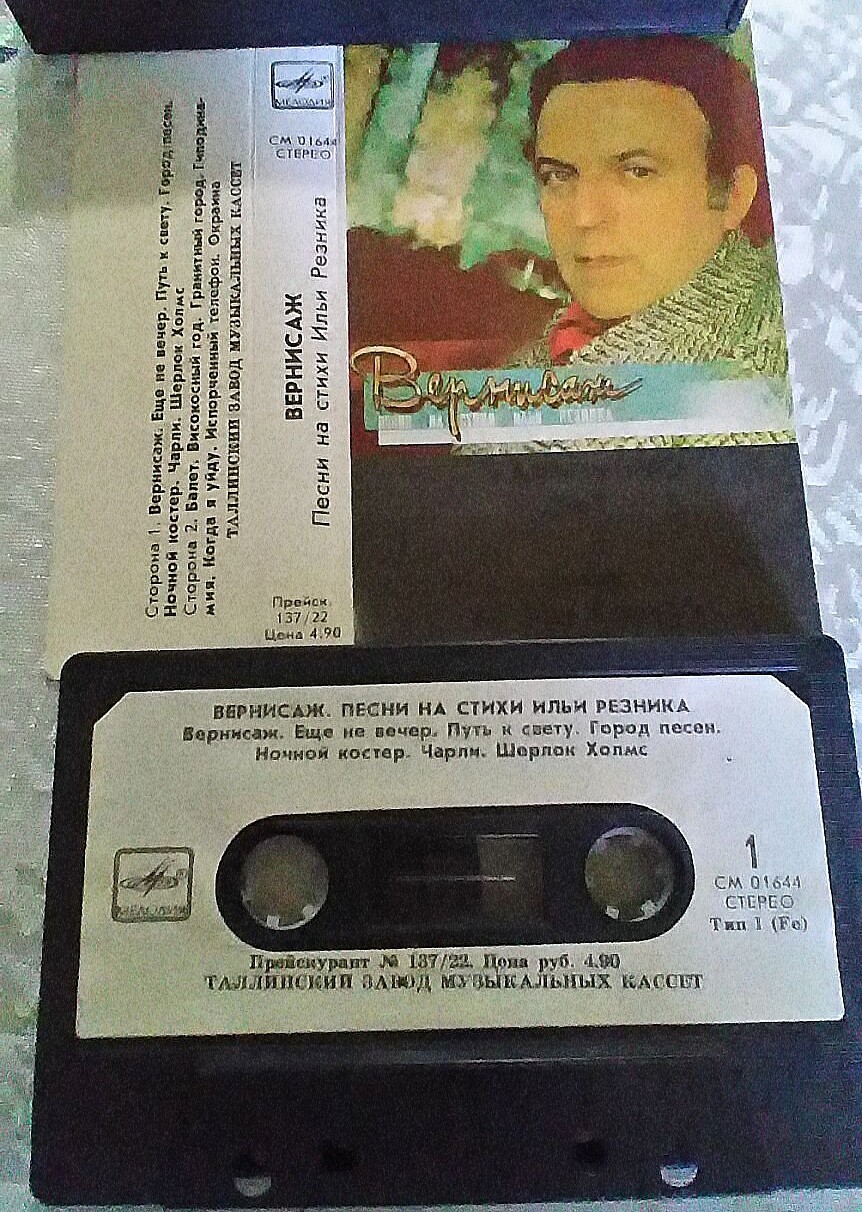 МЕЛОДИЯ
СМ 01644
СТЕРЕО
Сторона 1. Вернисаж. Еще не вечер. Путь к свету. Город песен.
Ночной костер. Чарли. Шерлок Холмс
Сторона 2. Балет. Високосный год. Гранитный город. Гиподина-
мия. Когда я уйду. Испорченный телефон. Окраина
ТАЛЛИНСКИЙ ЗАВОД МУЗЫКАЛЬНЫХ КАССЕТ
ВЕРНИСАЖ
Песни на стихи Ильи Резника
Прейск.
137/22
Цена 4.90
Вернисаж
ВЕРНИСАЖ. ПЕСНИ НА СТИХИ ИЛЬИ РЕЗНИКА
Вернисаж. Еще не вечер. Путь к свету. Город песен.
Ночной костер. Чарли. Шерлок Холмс
МЕЛОДИЯ
1
СМ 01644
СТЕРЕО
Тип I (Fe)
Прейскурант № 137/22. Цена руб. 4.90
ТАЛЛИНСКИЙ ЗАВОД МУЗЫКАЛЬНЫХ КАССЕТ